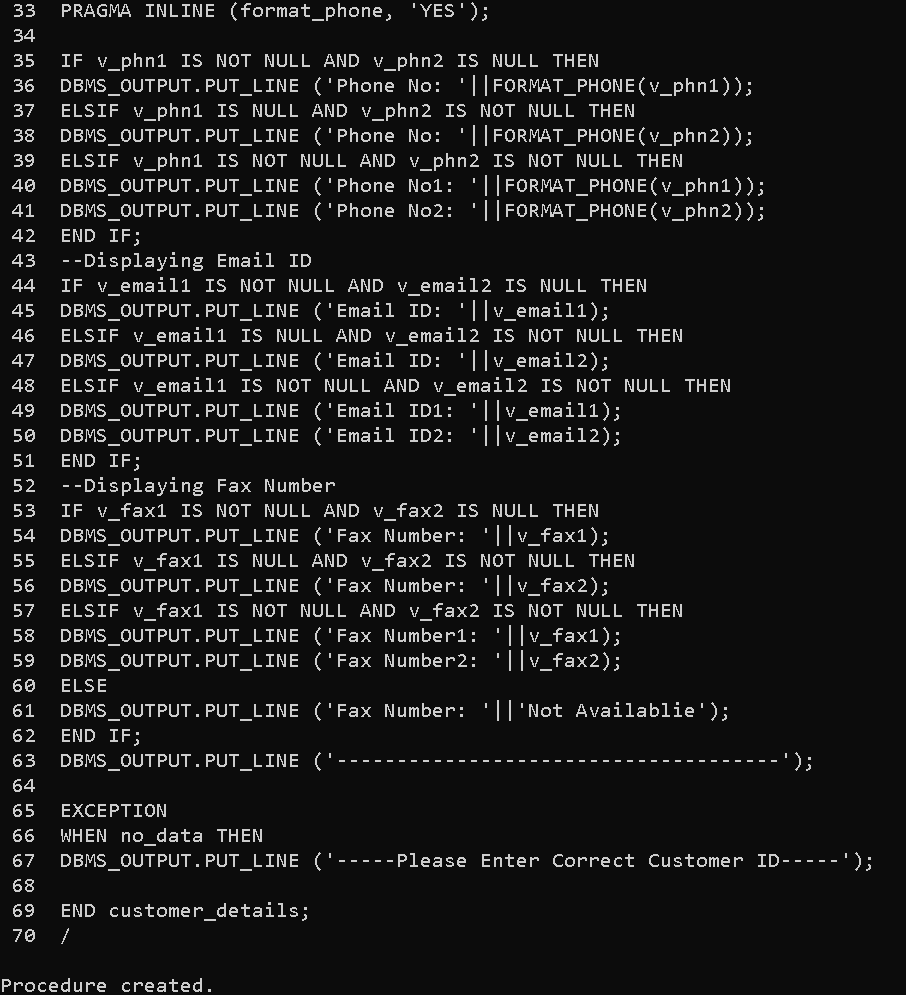 33 PRAGMA INLINE (format_phone, 'YES');
34
35 IF v_phn1 IS NOT NULL AND v_phn2 IS NULL THEN
36 DBMS_OUTPUT.PUT_LINE ('Phone No: '||FORMAT_PHONE(v_phn1));
37 ELSIF v_phn1 IS NULL AND v_phn2 IS NOT NULL THEN
38 DBMS_OUTPUT.PUT_LINE ('Phone No: '||FORMAT_PHONE(v_phn2));
39 ELSIF v_phn1 IS NOT NULL AND v_phn2 IS NOT NULL THEN
40 DBMS_OUTPUT.PUT_LINE ('Phone No1: '||FORMAT_PHONE(v_phn1));
41 DBMS_OUTPUT.PUT_LINE ('Phone No2: '||FORMAT_PHONE(v_phn2));
42 END IF;
43 --Displaying Email ID
44 IF v_email1 IS NOT NULL AND v_email2 IS NULL THEN
45 DBMS_OUTPUT.PUT_LINE ('Email ID: '||v_email1);
46 ELSIF v_email1 IS NULL AND v_email2 IS NOT NULL THEN
47 DBMS_OUTPUT.PUT_LINE ('Email ID: '||v_email2);
48 ELSIF v_email1 IS NOT NULL AND v_email2 IS NOT NULL THEN
49 DBMS_OUTPUT.PUT_LINE ('Email ID1: '||v_email1);
50 DBMS_OUTPUT.PUT_LINE ('Email ID2: '||v_email2);
51 END IF;
52 --Displaying Fax Number
53 IF v_fax1 IS NOT NULL AND v_fax2 IS NULL THEN
54 DBMS_OUTPUT.PUT_LINE ('Fax Number: '||v_fax1);
55 ELSIF v_fax1 IS NULL AND v_fax2 IS NOT NULL THEN
56 DBMS_OUTPUT.PUT_LINE ('Fax Number: '||v_fax2);
57 ELSIF v_fax1 IS NOT NULL AND v_fax2 IS NOT NULL THEN
58 DBMS_OUTPUT.PUT_LINE ('Fax Number1: '||v_fax1);
59 DBMS_OUTPUT.PUT_LINE ('Fax Number2: '||v_fax2);
60 ELSE
61 DBMS_OUTPUT.PUT_LINE ('Fax Number: '||'Not Availablie');
62 END IF;
63 DBMS_OUTPUT.PUT_LINE ('-------------------------------------');
64
65 EXCEPTION
66 WHEN no_data THEN
67 DBMS_OUTPUT.PUT_LINE ('-----Please Enter Correct Customer ID-----');
68
69 END customer_details;
70 /
Procedure created.